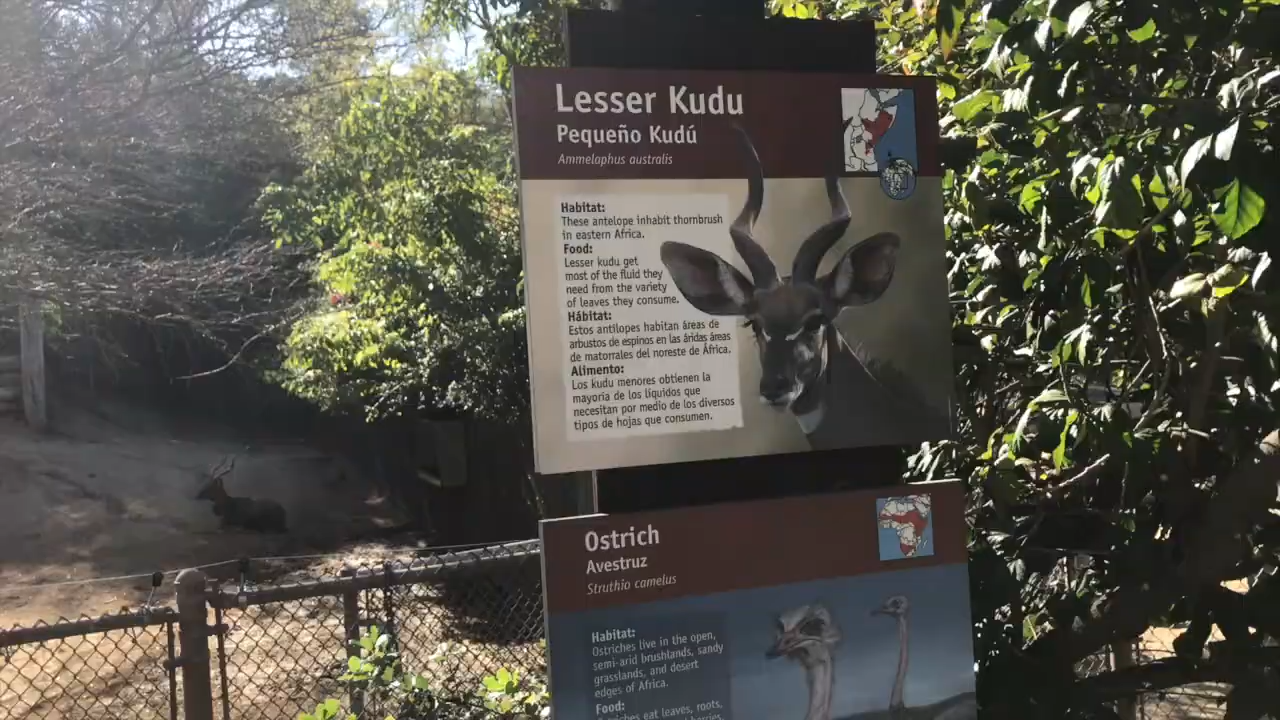 Lesser Kudu
Pequeño Kudú
Ammelaphus australis
Habitat:
These antelope inhabit thornbrush
in eastern Africa.
Food:
Lesser kudu get
most of the fluid they
need from the variety
of leaves they consume.
Hábitat:
Estos antílopes habitan áreas de
arbustos de espinos en las áridas áreas
de matorrales del noreste de África.
Alimento:
Los kudu menores obtienen la
mayoría de los líquidos que
necesitan por medio de los diversos
tipos de hojas que consumen.
Ostrich
Avestruz
Struthio camelus
Habitat:
Ostriches live in the open,
semi-arid brushlands, sandy
grasslands, and desert
edges of Africa.
Food:
eat leaves, roots,